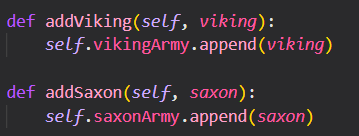 def addViking(self, viking):
    self.vikingArmy.append(viking)
def addSaxon(self, saxon):
    self.saxonArmy.append(saxon)